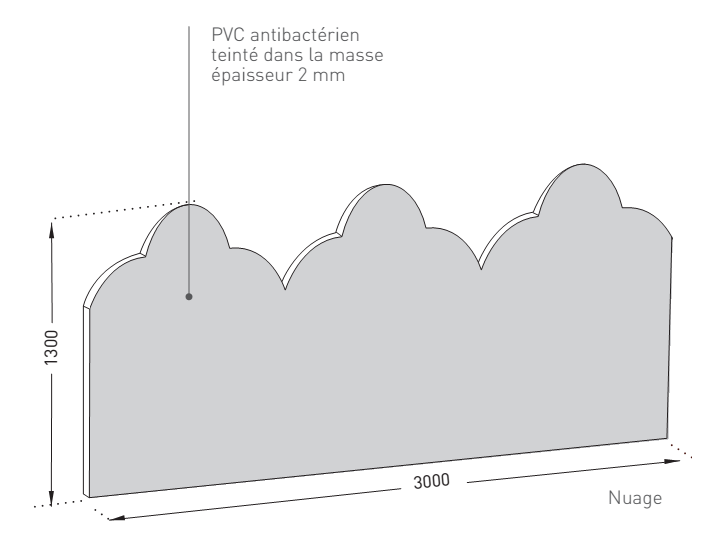 PVC antibactérien
teinté dans la masse
épaisseur 2 mm
1300
3000
Nuage